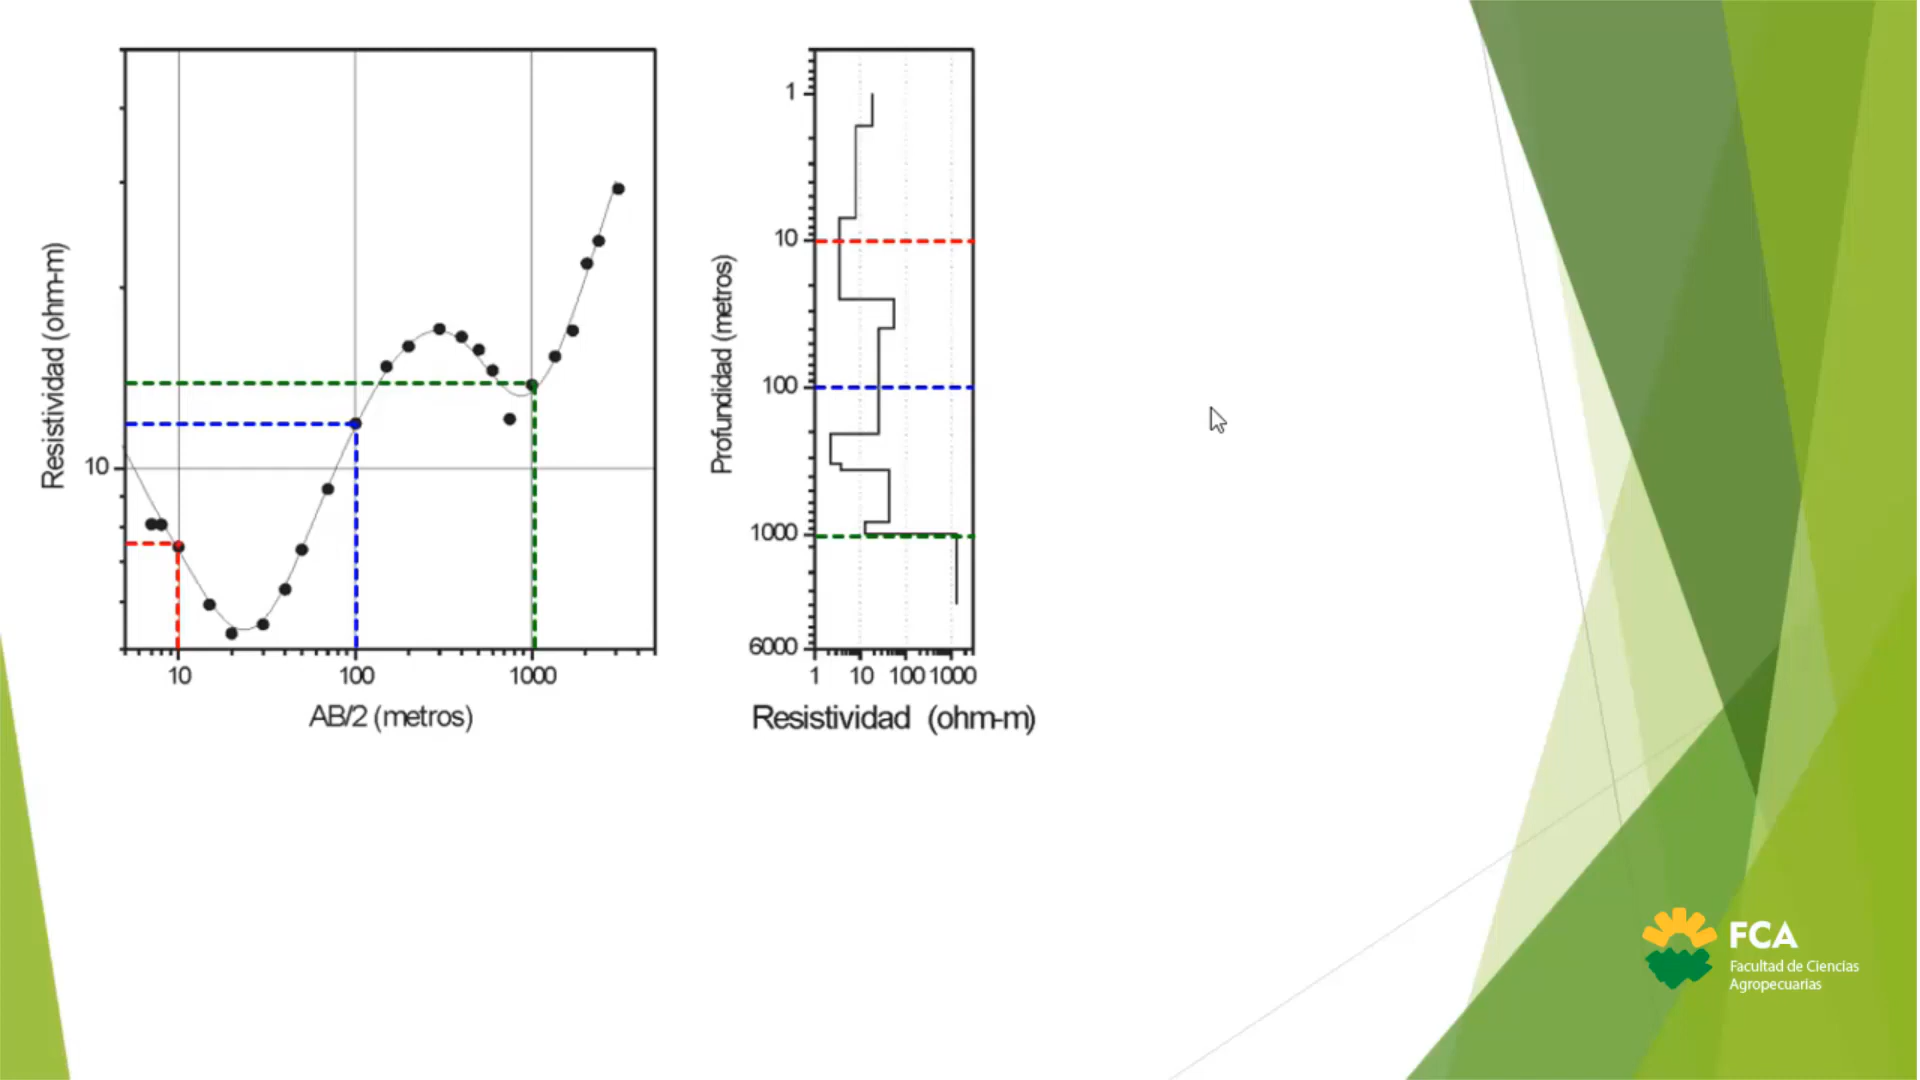 Resistividad (ohm-m)
10
10
100
1000
AB/2 (metros)
Profundidad (metros)
1
10
100
1000
6000
1
10
100
1000
Resistividad (ohm-m)
FCA
Facultad de Ciencias
Agropecuarias